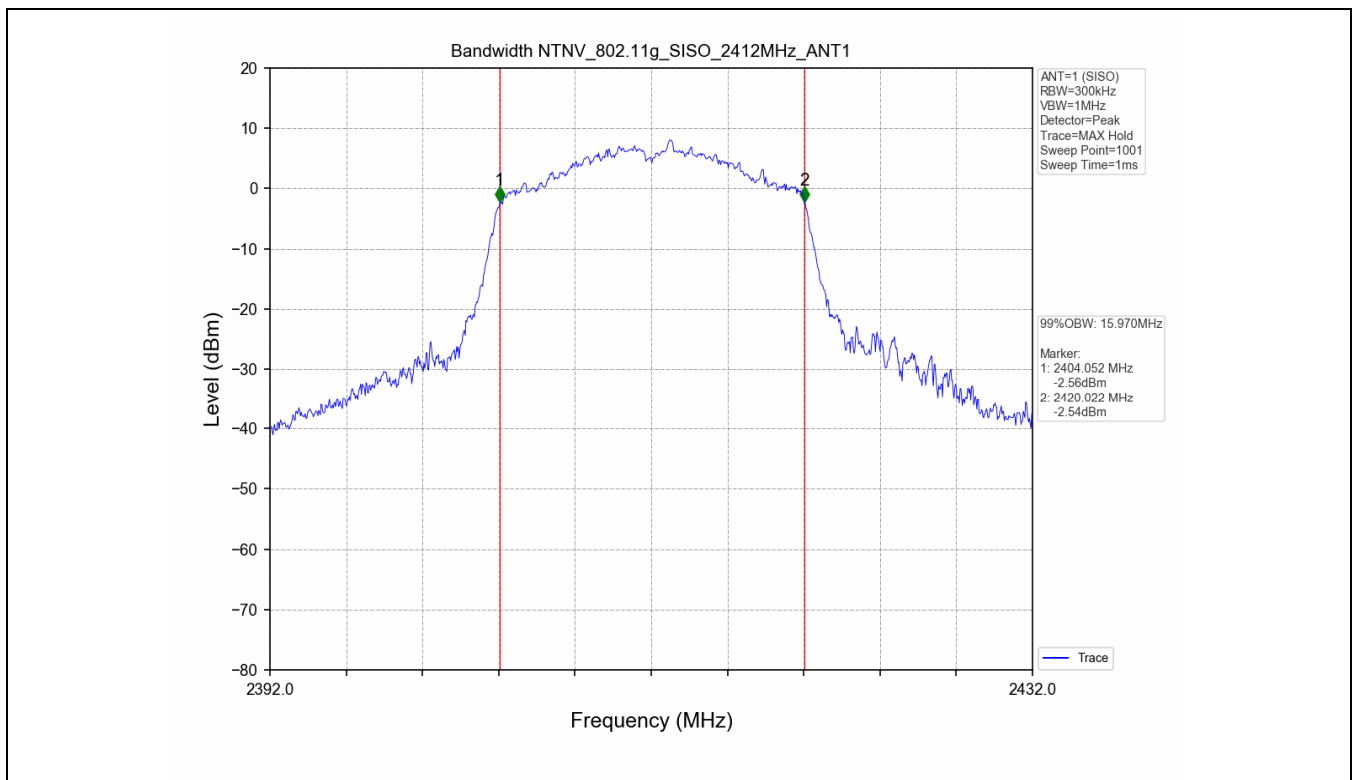 Bandwidth NTNV_802.11g_SISO_2412MHz_ANT1
20
10
0
−10
−20
−30
−40
−50
−60
−70
−80
Level (dBm)
1
2
2392.0
2432.0
Frequency (MHz)
ANT=1 (SISO)
RBW=300kHz
VBW=1MHz
Detector=Peak
Trace=MAX Hold
Sweep Point=1001
Sweep Time=1ms
99%OBW: 15.970MHz
Marker:
1: 2404.052 MHz
-2.56dBm
2: 2420.022 MHz
-2.54dBm
Trace